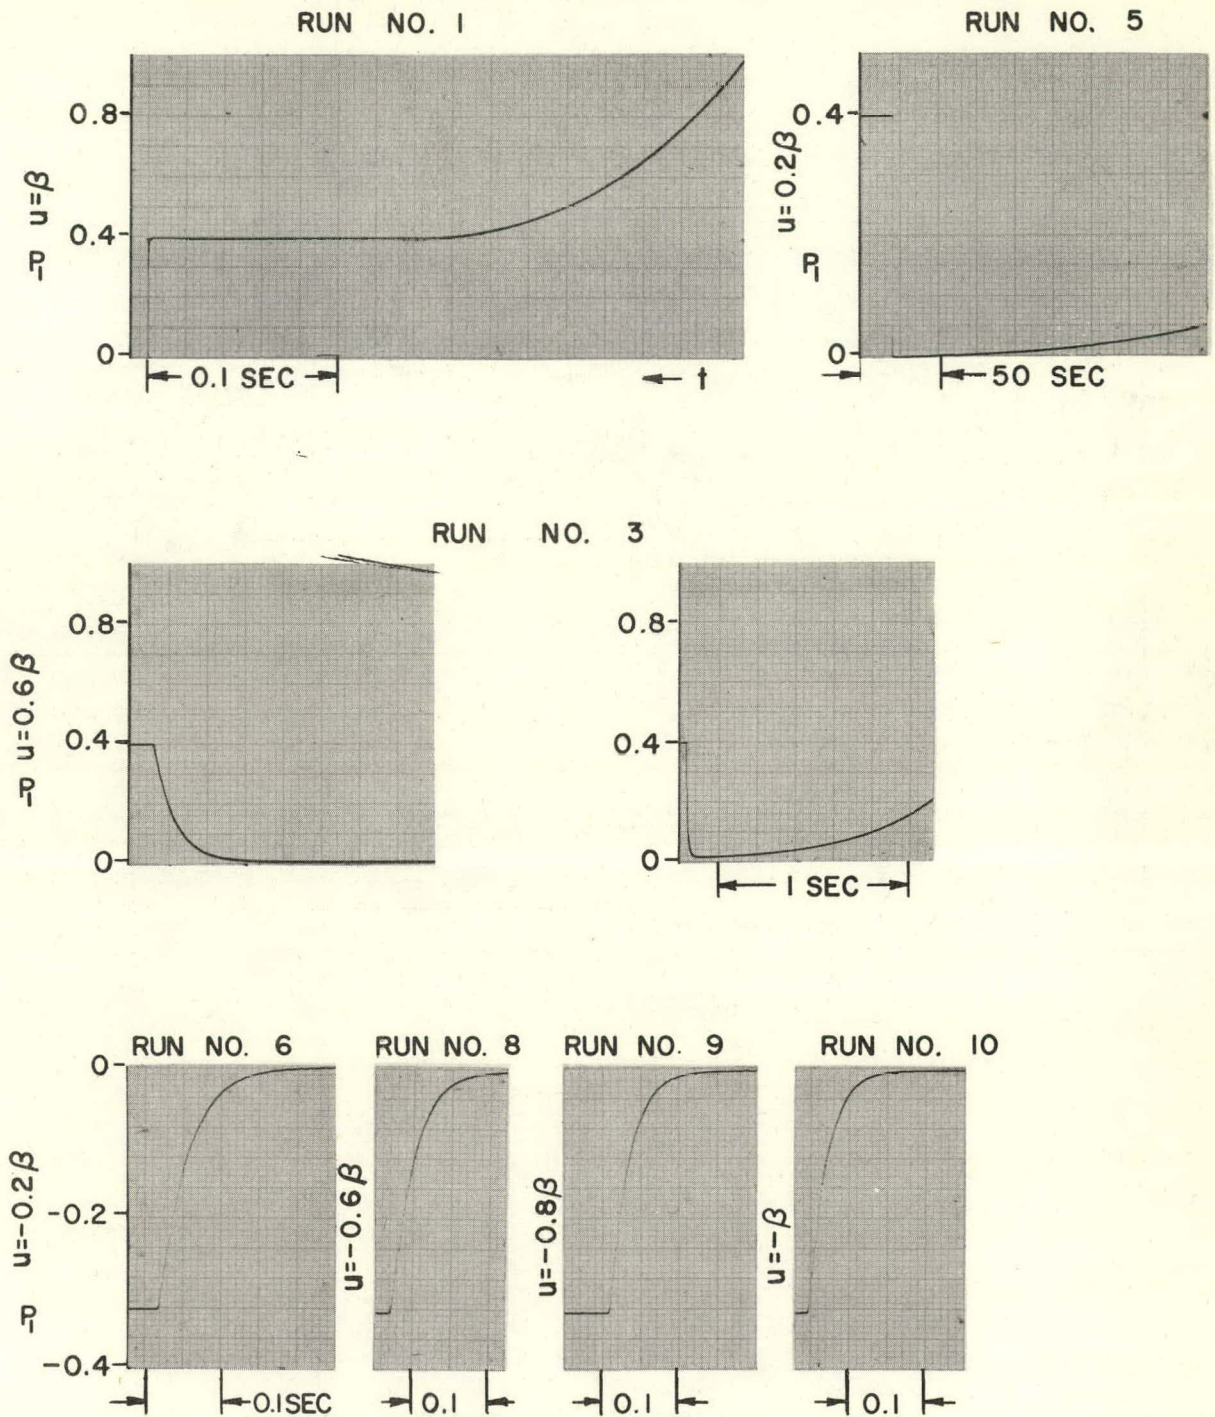 RUN NO. 1
0.8
0.4
0
P₁ u=β
0.1 SEC
t
RUN NO. 5
0.4
0
P₁ u=0.2β
50 SEC
RUN NO. 3
0.8
0.4
0
P₁ u=0.6β
0.8
0.4
0
1 SEC
RUN NO. 6
0
-0.2
-0.4
P₁ u=-0.2β
0.1 SEC
RUN NO. 8
u=-0.6β
0.1
RUN NO. 9
u=-0.8β
0.1
RUN NO. 10
u=-β
0.1